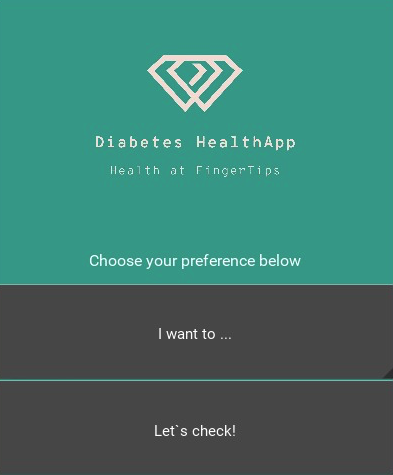 Diabetes HealthApp
Health at FingerTips
Choose your preference below
I want to ...
Let`s check!